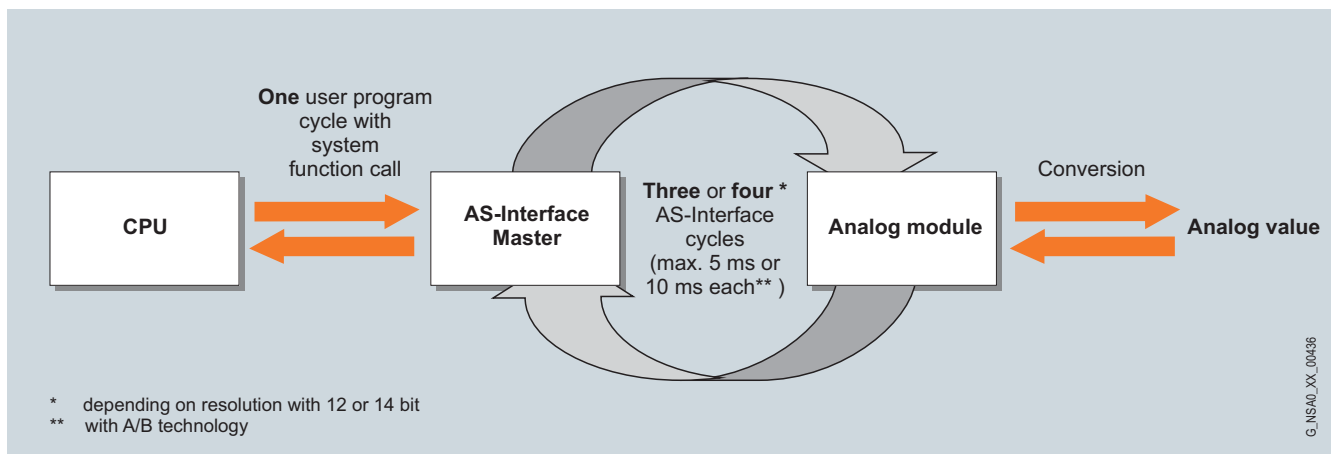 One user program
cycle with
system
function call
CPU
AS-Interface
Master
Three or four *
AS-Interface
cycles
(max. 5 ms or
10 ms each** )
Analog module
Conversion
Analog value
* depending on resolution with 12 or 14 bit
** with A/B technology
G_NSA0_XX_00436